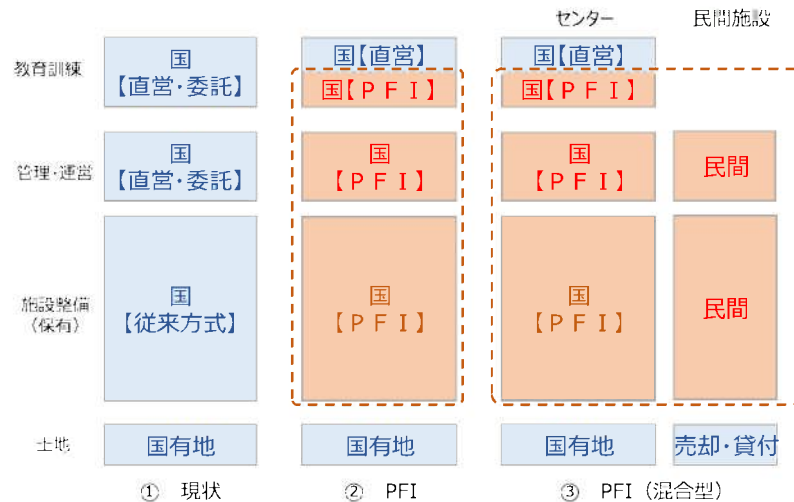 センター
民間施設
教育訓練
国
【直営・委託】
国【直営】
国【ＰＦＩ】
国【直営】
国【ＰＦＩ】
管理・運営
国
【直営・委託】
国
【ＰＦＩ】
国
【ＰＦＩ】
民間
施設整備
（保有）
国
【従来方式】
国
【ＰＦＩ】
国
【ＰＦＩ】
民間
土地
国有地
国有地
国有地
売却・貸付
① 現状
② PFI
③ PFI（混合型）